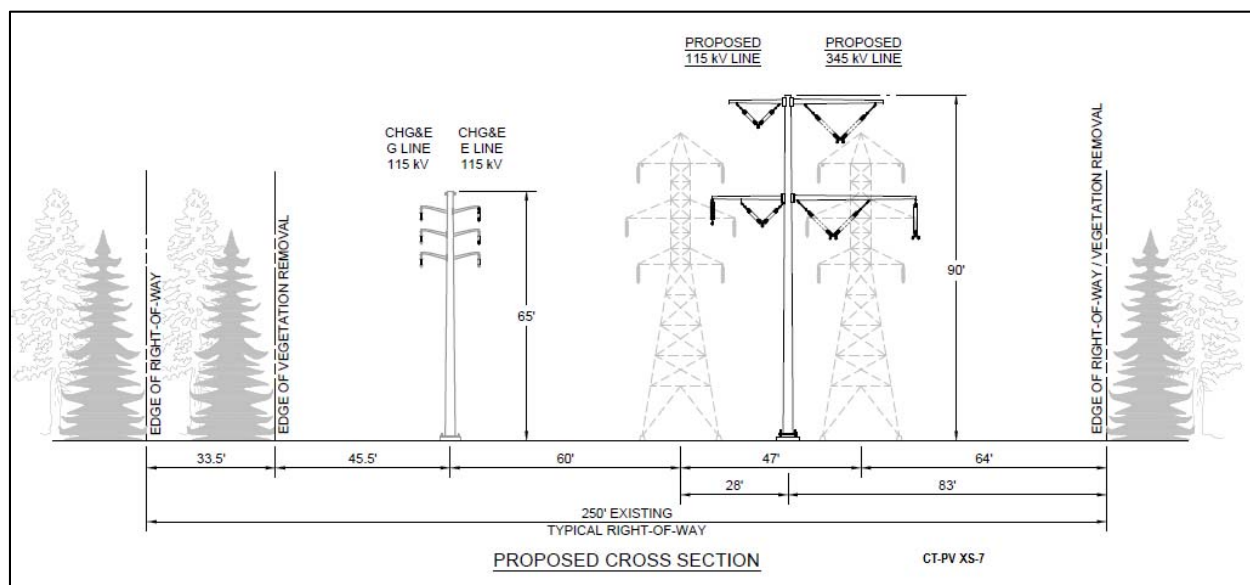 PROPOSED
115 kV LINE
PROPOSED
345 kV LINE
CHG&E
G LINE
115 kV
CHG&E
E LINE
115 kV
EDGE OF RIGHT-OF-WAY
EDGE OF VEGETATION REMOVAL
65'
90'
EDGE OF RIGHT-OF-WAY / VEGETATION REMOVAL
33.5'
45.5'
60'
47'
64'
28'
83'
250' EXISTING
TYPICAL RIGHT-OF-WAY
PROPOSED CROSS SECTION
CT-PV XS-7